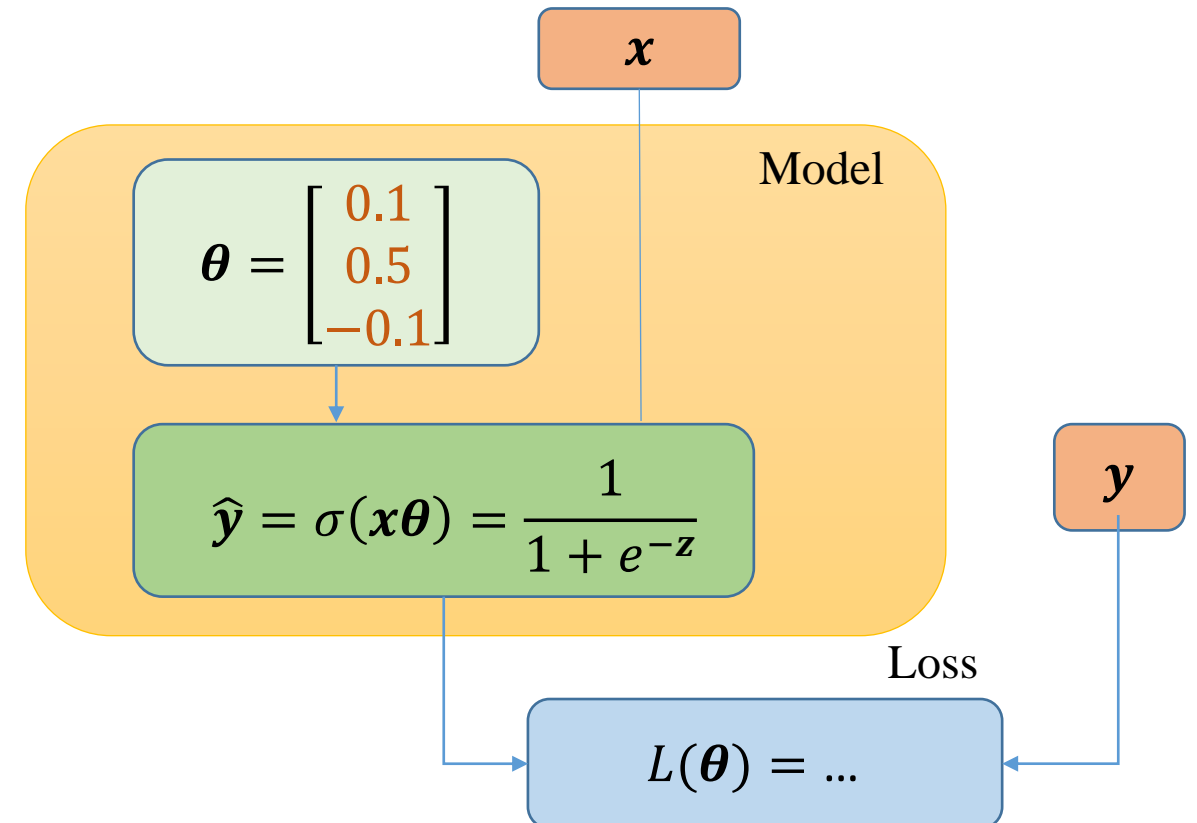 x
Model
θ = [0.1 0.5 −0.1]
ŷ = σ(xθ) = 1 / (1 + e^{−z})
y
Loss
L(θ) = ...